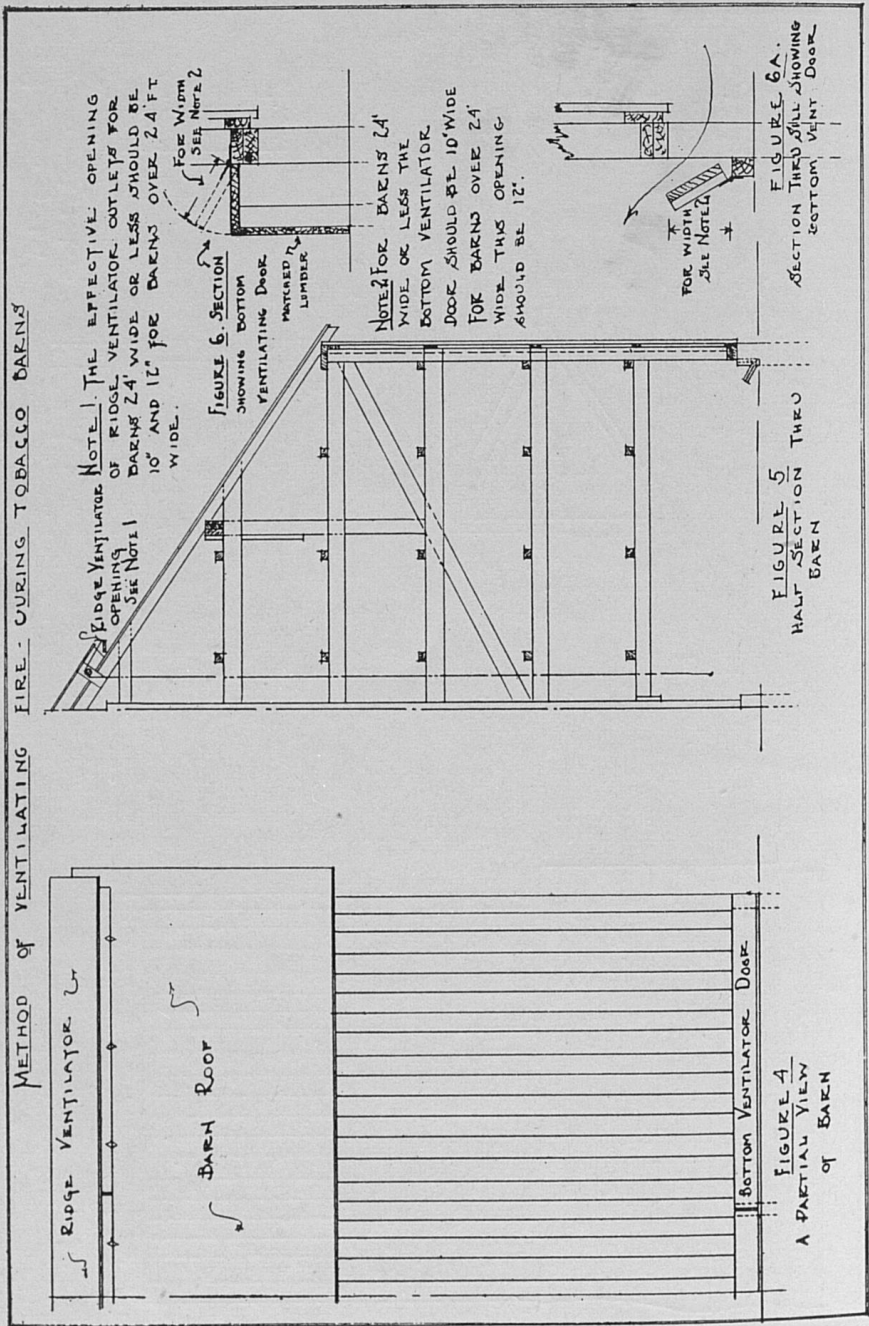 METHOD OF VENTILATING FIRE-CURING TOBACCO BARNS
RIDGE VENTILATOR
BARN ROOF
BOTTOM VENTILATOR DOOR
FIGURE 4
A PARTIAL VIEW
OF BARN
RIDGE VENTILATOR
OPENING
SEE NOTE 1
NOTE 1. THE EFFECTIVE OPENING
OF RIDGE VENTILATOR OUTLETS FOR
BARNS 24' WIDE OR LESS SHOULD BE
10" AND 12" FOR BARNS OVER 24' FT
WIDE.
FIGURE 5
HALF SECTION THRU
BARN
FOR WIDTH
SEE NOTE 2
FIGURE 6. SECTION
SHOWING BOTTOM
VENTILATING DOOR
MATCHED
LUMBER
NOTE 2 FOR BARNS 24'
WIDE OR LESS THE
BOTTOM VENTILATOR
DOOR SHOULD BE 10" WIDE
FOR BARNS OVER 24'
WIDE THIS OPENING
SHOULD BE 12".
FOR WIDTH
SEE NOTE 2
FIGURE 6A.
SECTION THRU SILL SHOWING
BOTTOM VENT DOOR